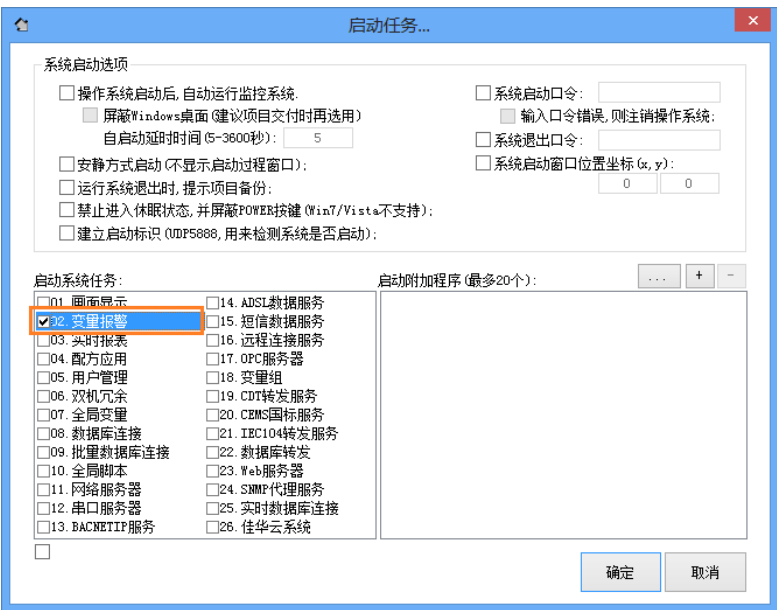 启动任务...
系统启动选项
操作系统启动后,自动运行监控系统.
屏蔽Windows桌面(建议项目交付时再选用)
自启动延时时间(5-3600秒): 5
安静方式启动(不显示启动过程窗口);
运行系统退出时,提示项目备份;
禁止进入休眠状态,并屏蔽POWER按键(Win7/Vista不支持);
建立启动标识(UDP5888,用来检测系统是否启动);
系统启动口令:
输入口令错误,则注销操作系统;
系统退出口令:
系统启动窗口位置坐标(x,y):
0 0
启动系统任务:
01.画面显示
02.变量报警
03.实时报表
04.配方应用
05.用户管理
06.双机冗余
07.全局变量
08.数据库连接
09.批量数据库连接
10.全局脚本
11.网络服务器
12.串口服务器
13.BACNETIP服务
14.ADSL数据服务
15.短信数据服务
16.远程连接服务
17.OPC服务器
18.变量组
19.CDT转发服务
20.CEMS国标服务
21.IEC104转发服务
22.数据库转发
23.Web服务器
24.SNMP代理服务
25.实时数据库连接
26.佳华云系统
启动附加程序(最多20个):
... + -
确定 取消